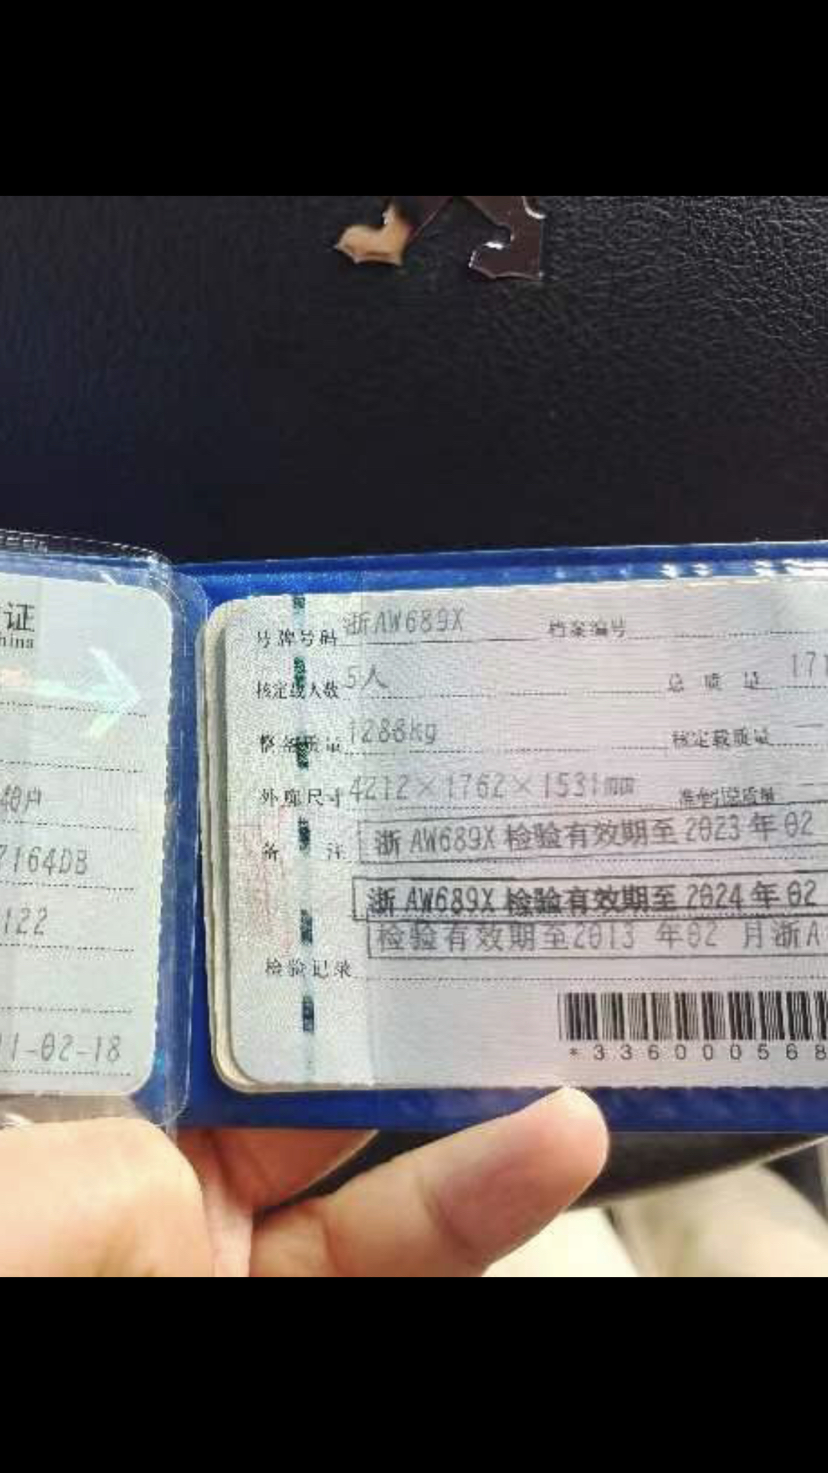 证
hina
号牌号码 浙AW689X 档案编号
核定载人数 5人 总质量 171
整备质量 1288kg 核定载质量
外廓尺寸 4212×1762×1531mm 准牵引总质量
备注 浙AW689X 检验有效期至2023年02
浙AW689X 检验有效期至2024年02
检验有效期至2013 年02 月浙A
检验记录
*3360000568
7164DB
122
1-02-18